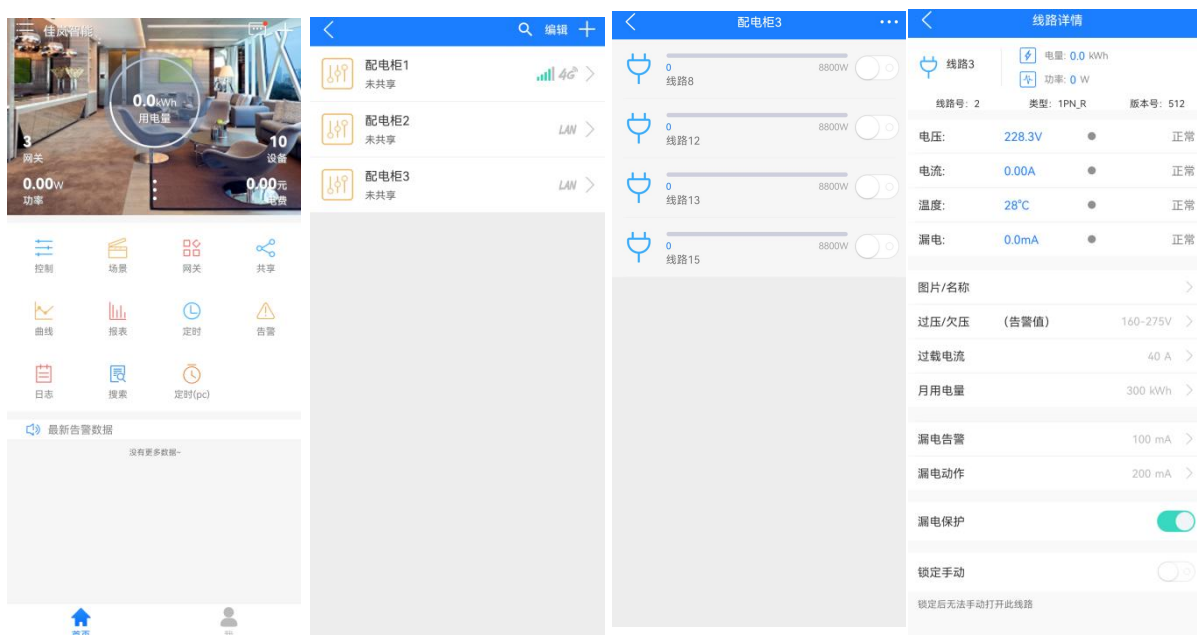 佳岚智能
0.0kWh
用电量
3
网关
10
设备
0.00w
功率
0.00元
电费
控制
场景
网关
共享
曲线
报表
定时
告警
日志
搜索
定时(pc)
最新告警数据
没有更多数据~
首页
编辑
配电柜1
未共享
4G
配电柜2
未共享
LAN
配电柜3
未共享
LAN
配电柜3
0
8800W
线路8
0
8800W
线路12
0
8800W
线路13
0
8800W
线路15
线路详情
线路3
电量: 0.0 kWh
功率: 0 W
线路号: 2
类型: 1PN_R
版本号: 512
电压: 228.3V 正常
电流: 0.00A 正常
温度: 28°C 正常
漏电: 0.0mA 正常
图片/名称
过压/欠压 (告警值) 160-275V
过载电流 40 A
月用电量 300 kWh
漏电告警 100 mA
漏电动作 200 mA
漏电保护
锁定手动
锁定后无法手动打开此线路